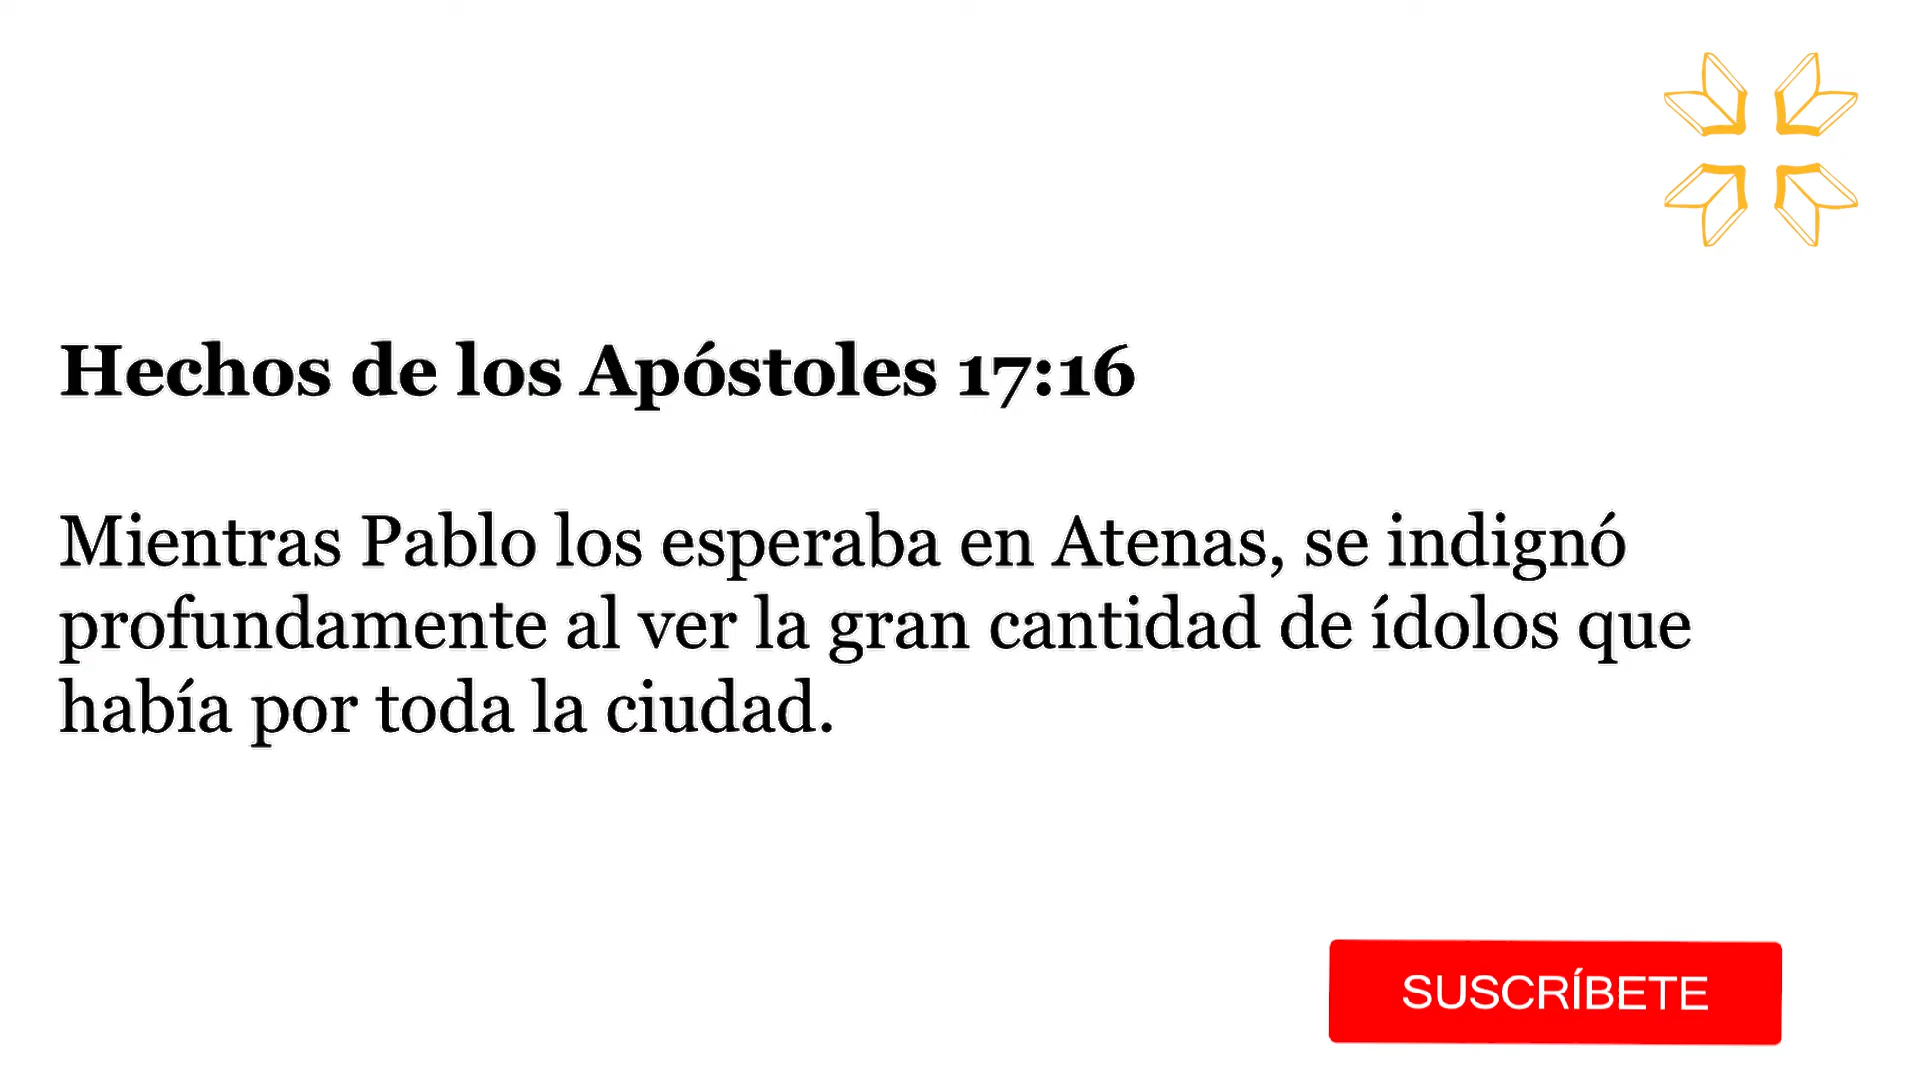 Hechos de los Apóstoles 17:16
Mientras Pablo los esperaba en Atenas, se indignó
profundamente al ver la gran cantidad de ídolos que
había por toda la ciudad.
SUSCRÍBETE